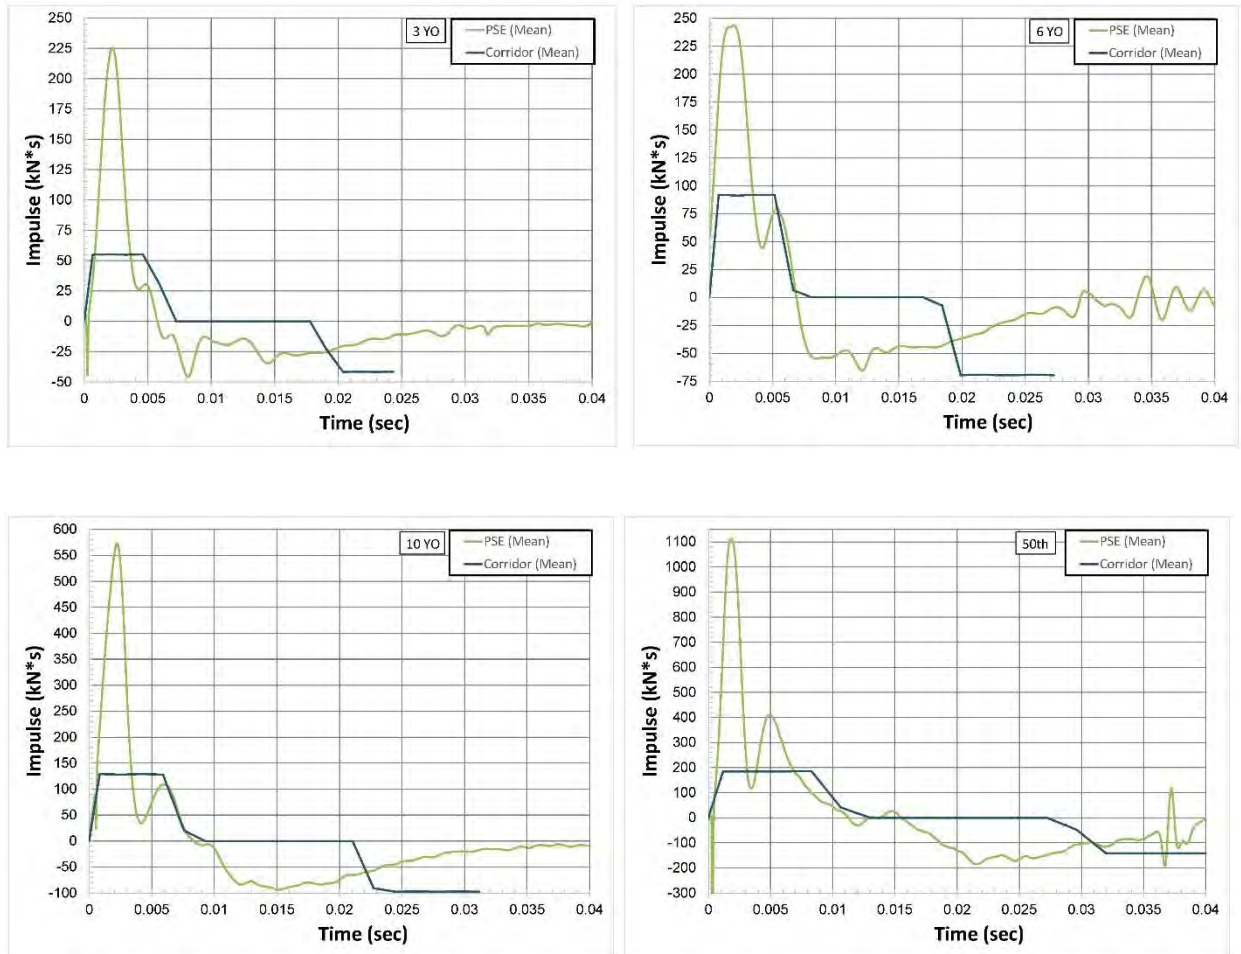 250
225
200
175
150
125
100
75
50
25
0
-25
-50
Impulse (kN*s)
3 YO
PSE (Mean)
Corridor (Mean)
0 0.005 0.01 0.015 0.02 0.025 0.03 0.035 0.04
Time (sec)
250
225
200
175
150
125
100
75
50
25
0
-25
-50
-75
Impulse (kN*s)
6 YO
PSE (Mean)
Corridor (Mean)
0 0.005 0.01 0.015 0.02 0.025 0.03 0.035 0.04
Time (sec)
600
550
500
450
400
350
300
250
200
150
100
50
0
-50
-100
Impulse (kN*s)
10 YO
PSE (Mean)
Corridor (Mean)
0 0.005 0.01 0.015 0.02 0.025 0.03 0.035 0.04
Time (sec)
1100
1000
900
800
700
600
500
400
300
200
100
0
-100
-200
-300
Impulse (kN*s)
50th
PSE (Mean)
Corridor (Mean)
0 0.005 0.01 0.015 0.02 0.025 0.03 0.035 0.04
Time (sec)